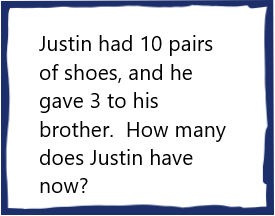 Justin had 10 pairs
of shoes, and he
gave 3 to his
brother.  How many
does Justin have
now?